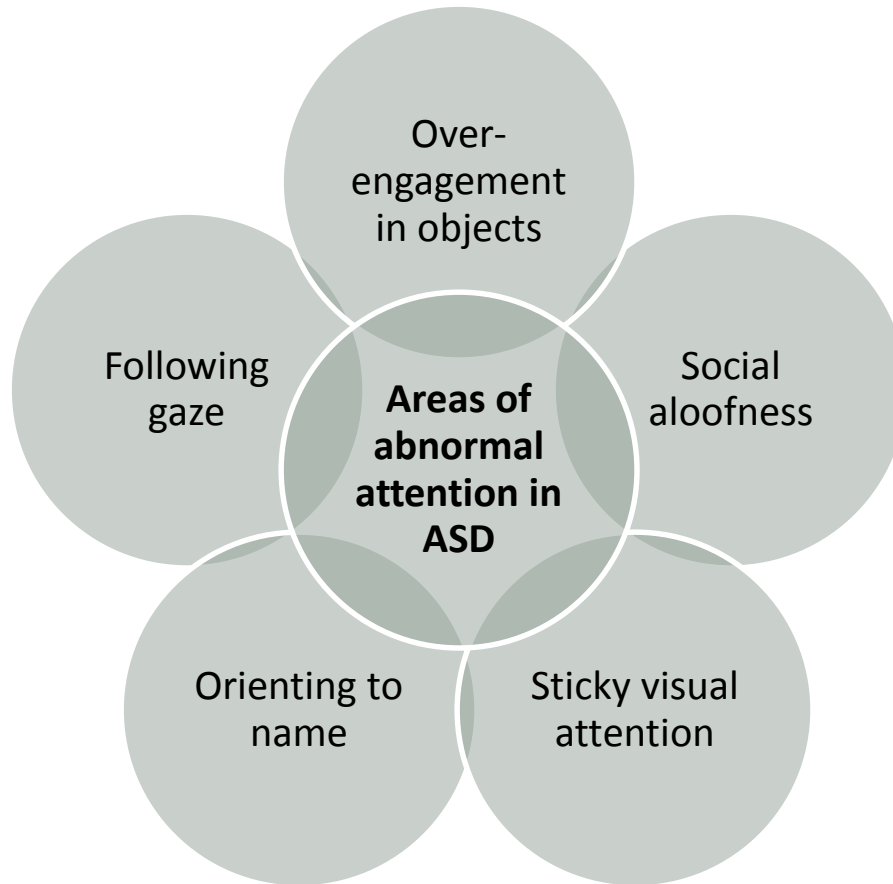 Over-
engagement
in objects
Following
gaze
Areas of
abnormal
attention in
ASD
Social
aloofness
Orienting to
name
Sticky visual
attention